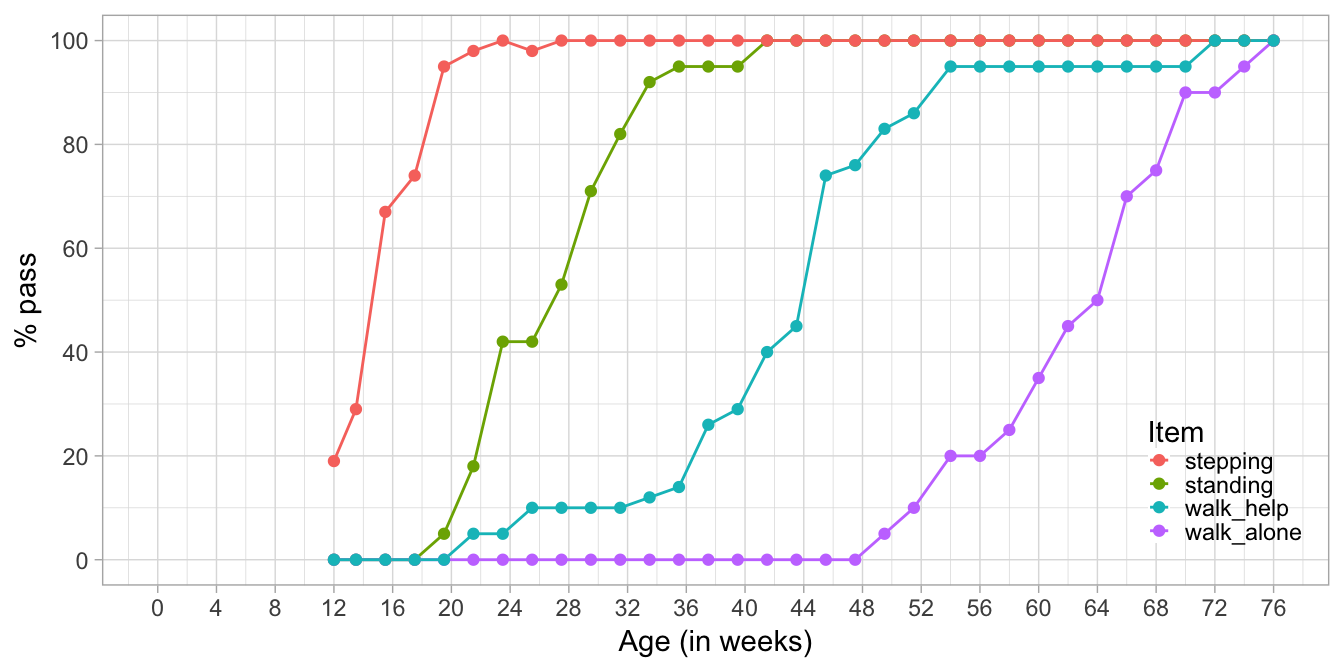 100
80
60
40
20
0
% pass
0 4 8 12 16 20 24 28 32 36 40 44 48 52 56 60 64 68 72 76
Age (in weeks)
Item
stepping
standing
walk_help
walk_alone